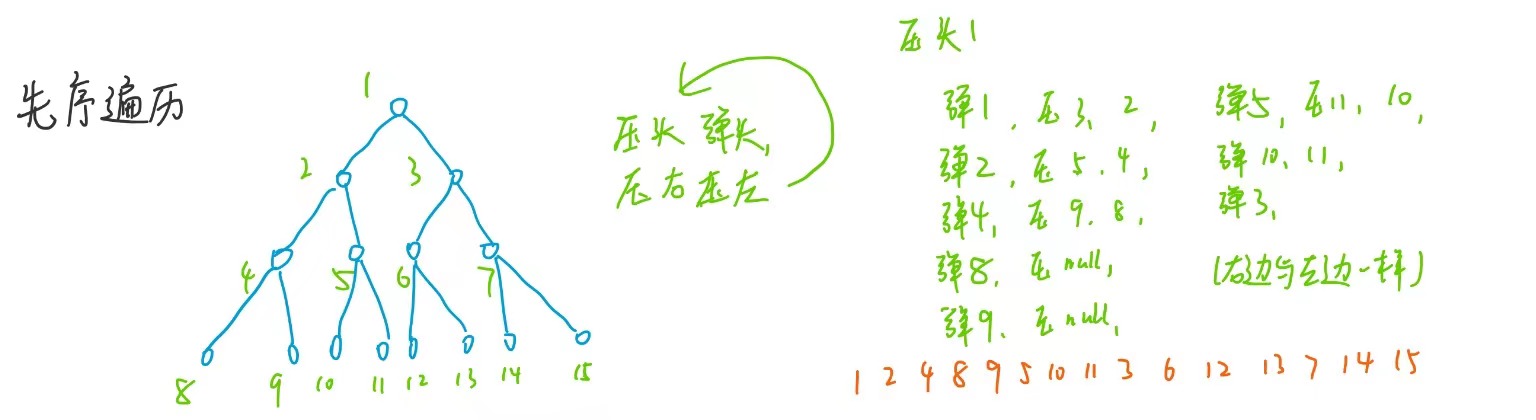 先序遍历
1
2 3
4 5 6 7
8 9 10 11 12 13 14 15
压头 弹头,
压右压左
压头1
弹1, 压3, 2,
弹2, 压5, 4,
弹4, 压9, 8,
弹8, 压null,
弹9, 压null,
弹5, 压11, 10,
弹10, 11,
弹3,
(右边与左边一样)
1 2 4 8 9 5 10 11 3 6 12 13 7 14 15